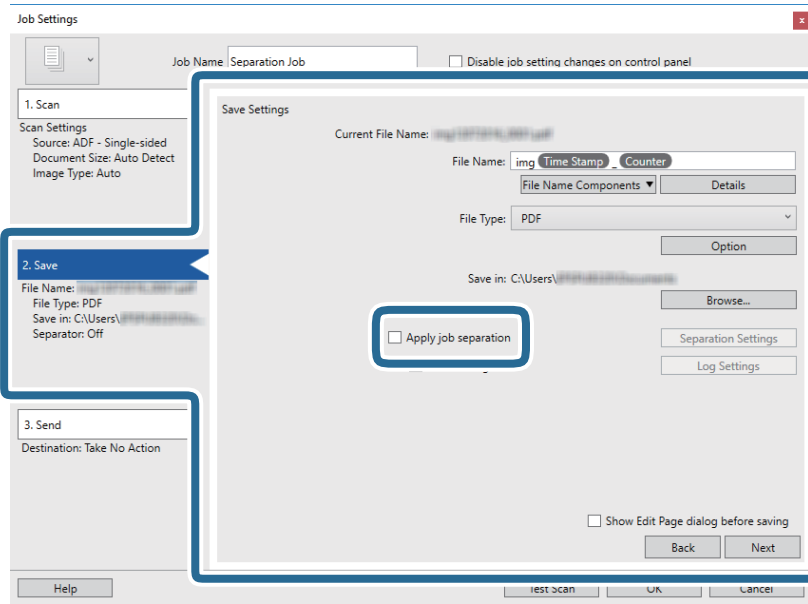 Job Settings
x
Job Name Separation Job
Disable job setting changes on control panel
1. Scan
Scan Settings
Source: ADF - Single-sided
Document Size: Auto Detect
Image Type: Auto
2. Save
File Name:
File Type: PDF
Save in: C:\Users\
Separator: Off
3. Send
Destination: Take No Action
Save Settings
Current File Name:
File Name: img Time Stamp _ Counter
File Name Components ▼ Details
File Type: PDF
Option
Save in: C:\Users\
Browse...
Apply job separation Separation Settings
Log Settings
Show Edit Page dialog before saving
Back Next
Help Test Scan OK Cancel